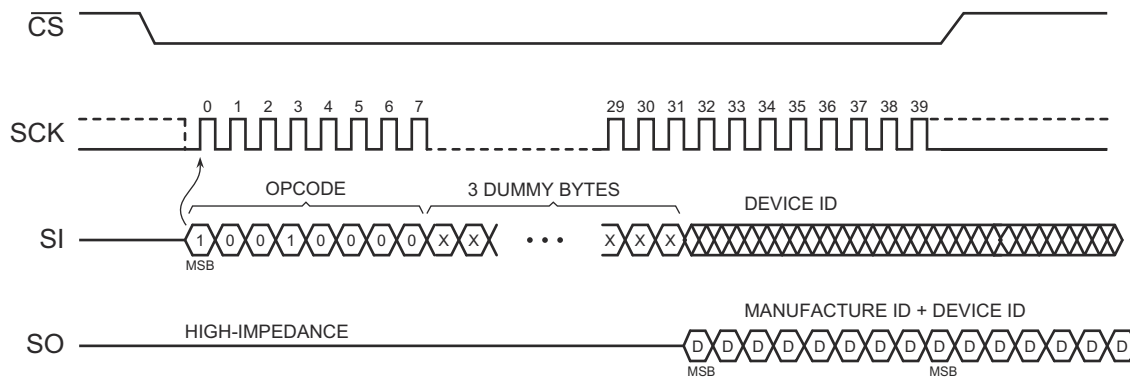 CS
0 1 2 3 4 5 6 7 29 30 31 32 33 34 35 36 37 38 39
SCK
OPCODE 3 DUMMY BYTES DEVICE ID
SI 1 0 0 1 0 0 0 0 X X ••• X X X
MSB
HIGH-IMPEDANCE MANUFACTURE ID + DEVICE ID
SO D D D D D D D D D D D D D D D
MSB MSB